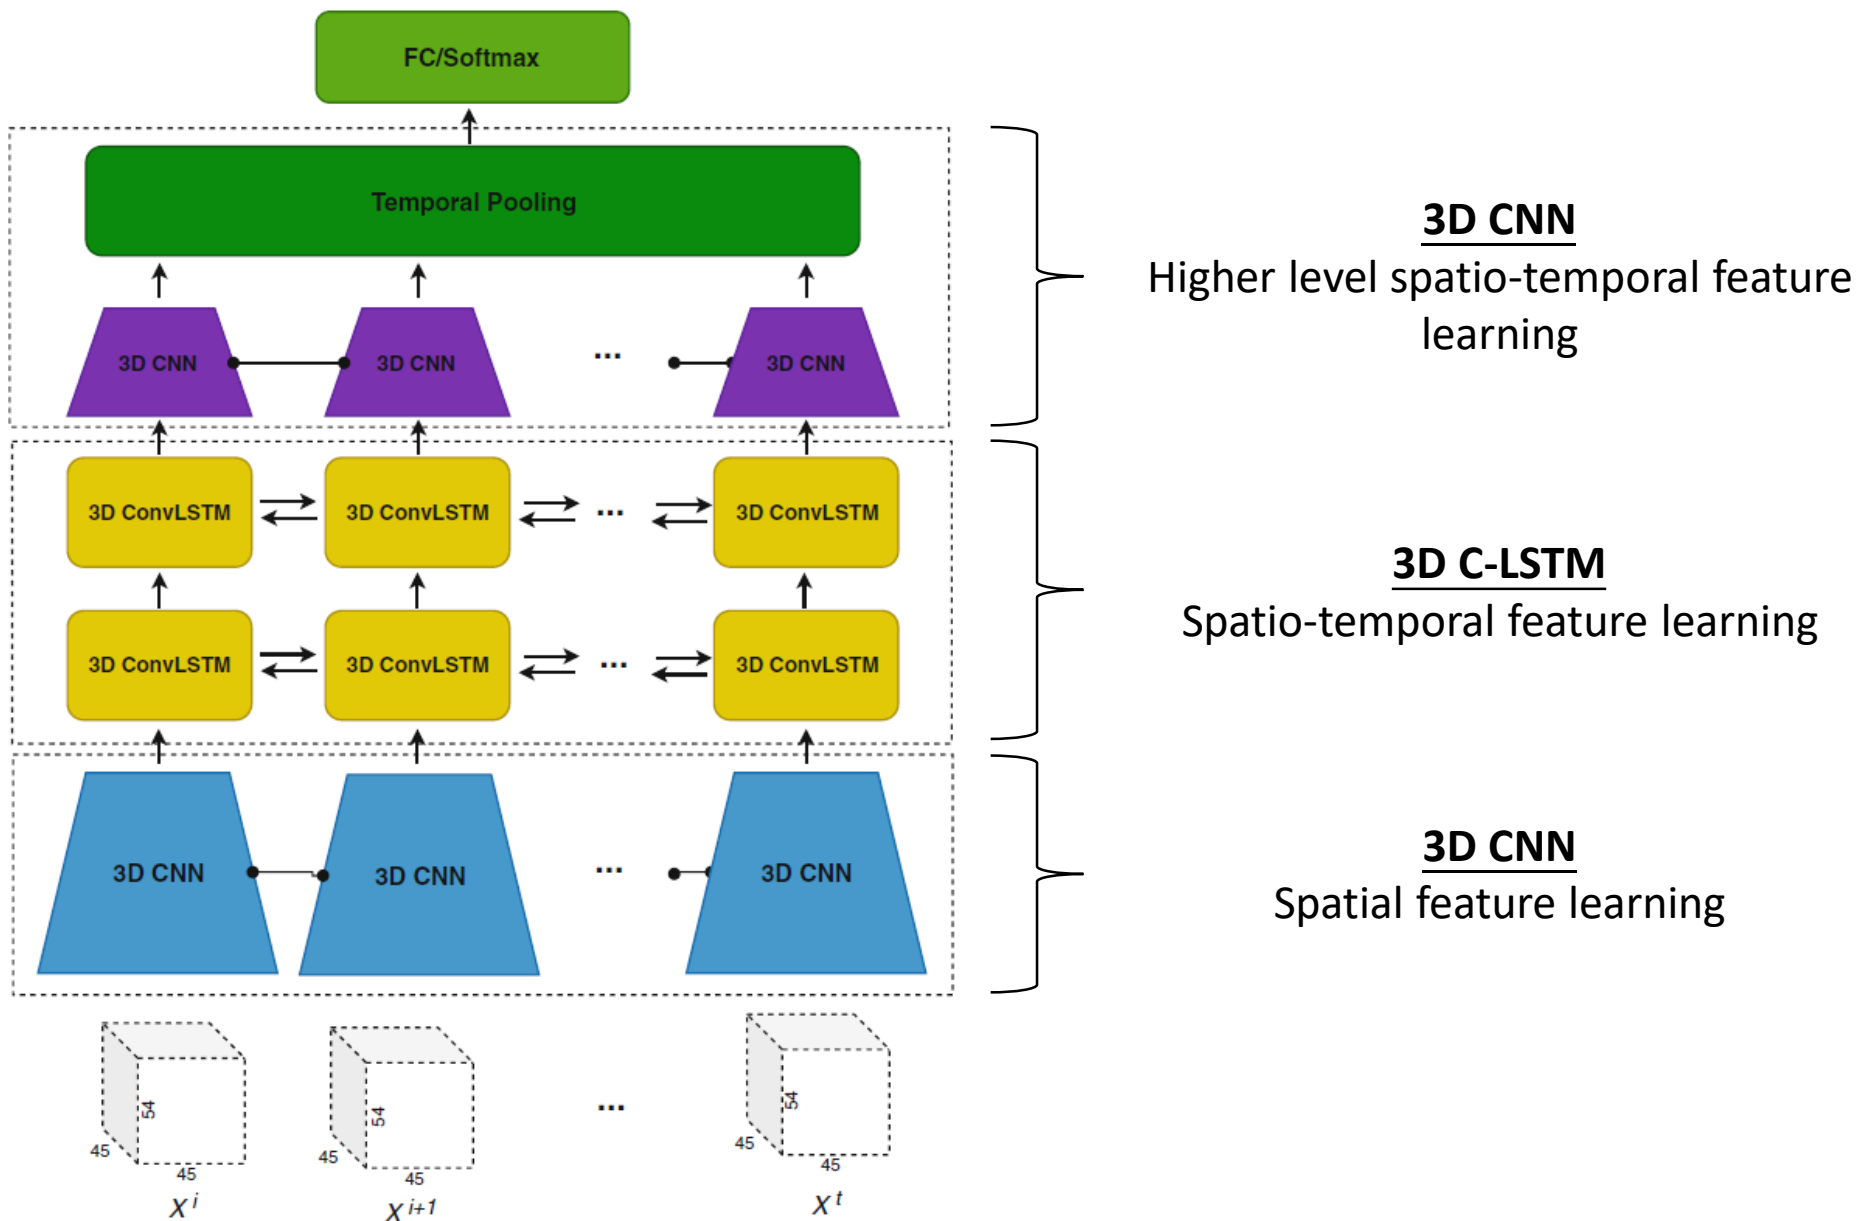 FC/Softmax
Temporal Pooling
3D CNN
3D CNN
...
3D CNN
3D CNN
Higher level spatio-temporal feature
learning
3D ConvLSTM
3D ConvLSTM
...
3D ConvLSTM
3D ConvLSTM
3D ConvLSTM
...
3D ConvLSTM
3D C-LSTM
Spatio-temporal feature learning
3D CNN
3D CNN
...
3D CNN
3D CNN
Spatial feature learning
54
45
45
X^i
54
45
45
X^{i+1}
...
54
45
45
X^t